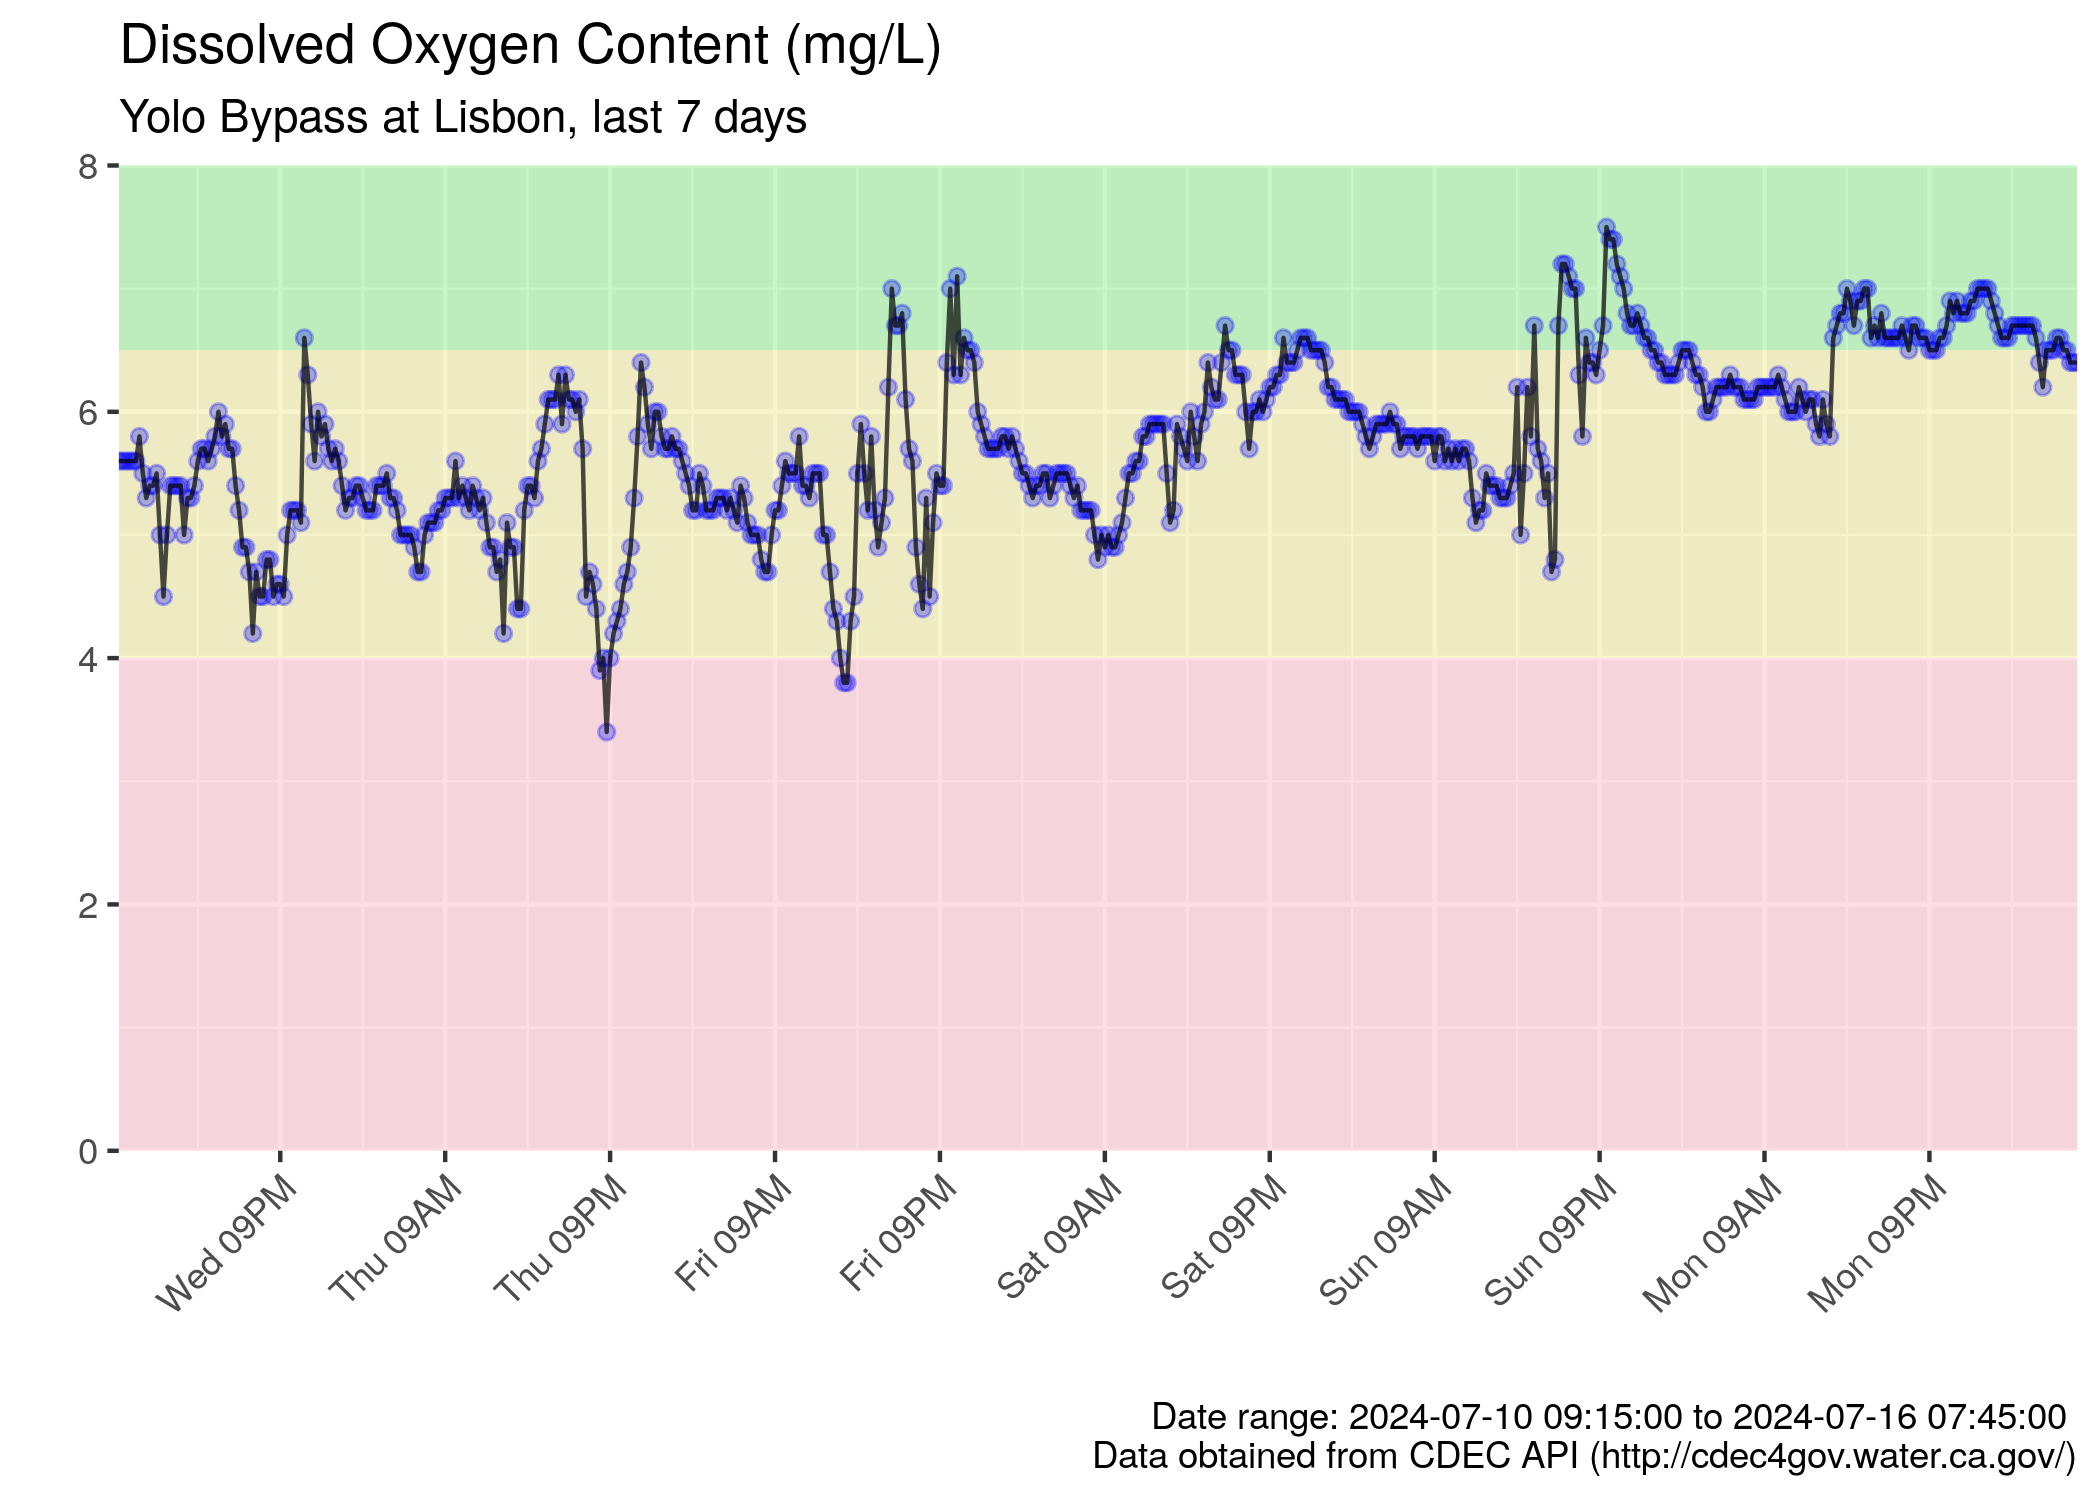 Dissolved Oxygen Content (mg/L)
Yolo Bypass at Lisbon, last 7 days
8
6
4
2
0
Wed 09PM
Thu 09AM
Thu 09PM
Fri 09AM
Fri 09PM
Sat 09AM
Sat 09PM
Sun 09AM
Sun 09PM
Mon 09AM
Mon 09PM
Date range: 2024-07-10 09:15:00 to 2024-07-16 07:45:00
Data obtained from CDEC API (http://cdec4gov.water.ca.gov/)